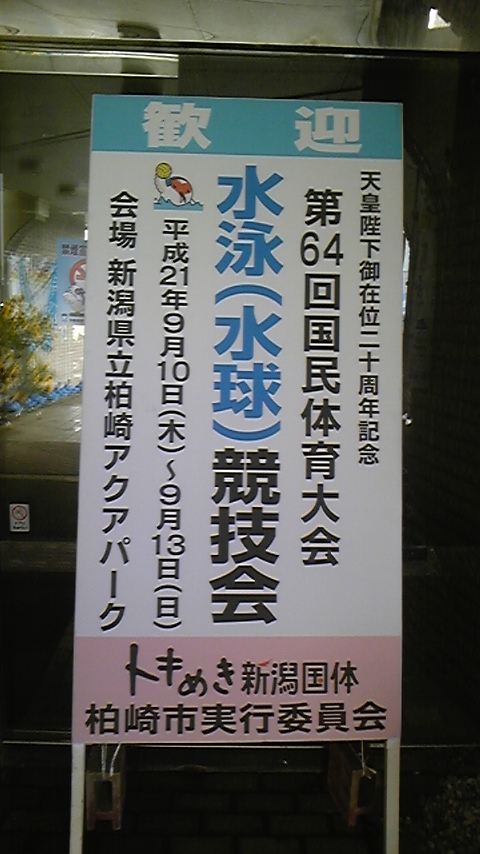 歓迎
天皇陛下御在位二十周年記念
第64回国民体育大会
水泳(水球)競技会
平成21年9月10日(木)〜9月13日(日)
会場 新潟県立柏崎アクアパーク
トキめき新潟国体
柏崎市実行委員会